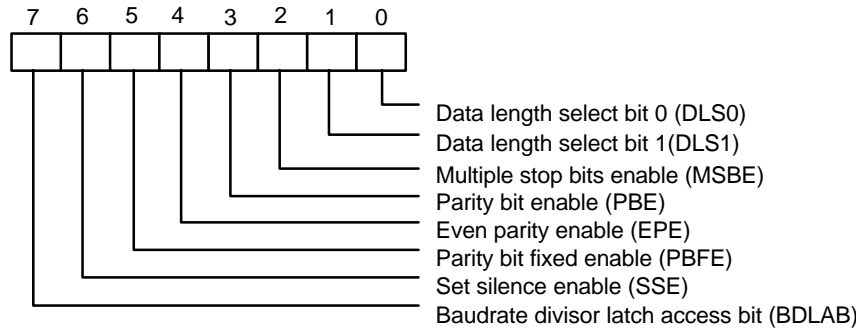 7 6 5 4 3 2 1 0
Data length select bit 0 (DLS0)
Data length select bit 1(DLS1)
Multiple stop bits enable (MSBE)
Parity bit enable (PBE)
Even parity enable (EPE)
Parity bit fixed enable (PBFE)
Set silence enable (SSE)
Baudrate divisor latch access bit (BDLAB)